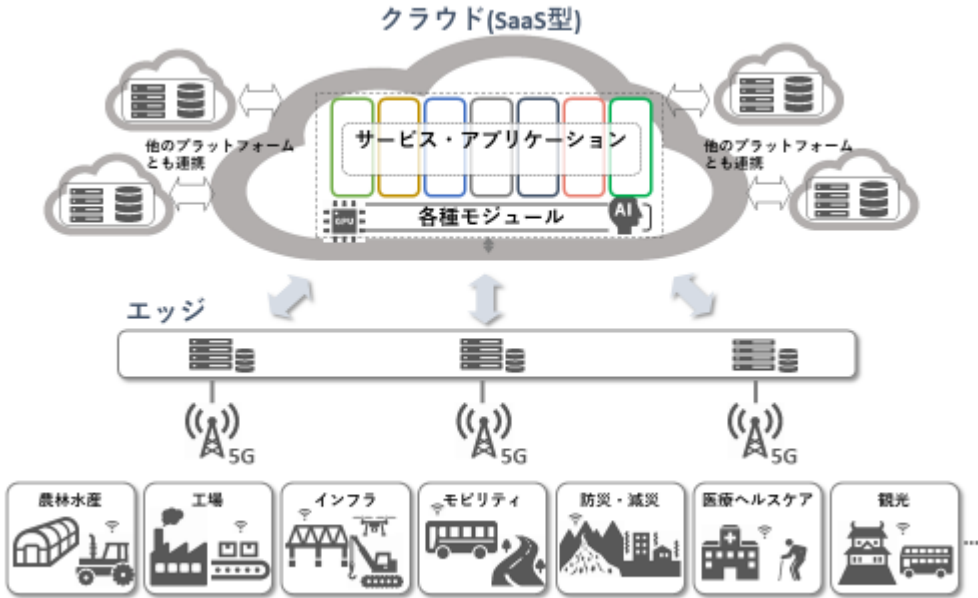 クラウド(SaaS型)
他のプラットフォーム
とも連携
サービス・アプリケーション
他のプラットフォーム
とも連携
GPU
各種モジュール
AI
エッジ
5G
5G
5G
農林水産
工場
インフラ
モビリティ
防災・減災
医療ヘルスケア
観光
...